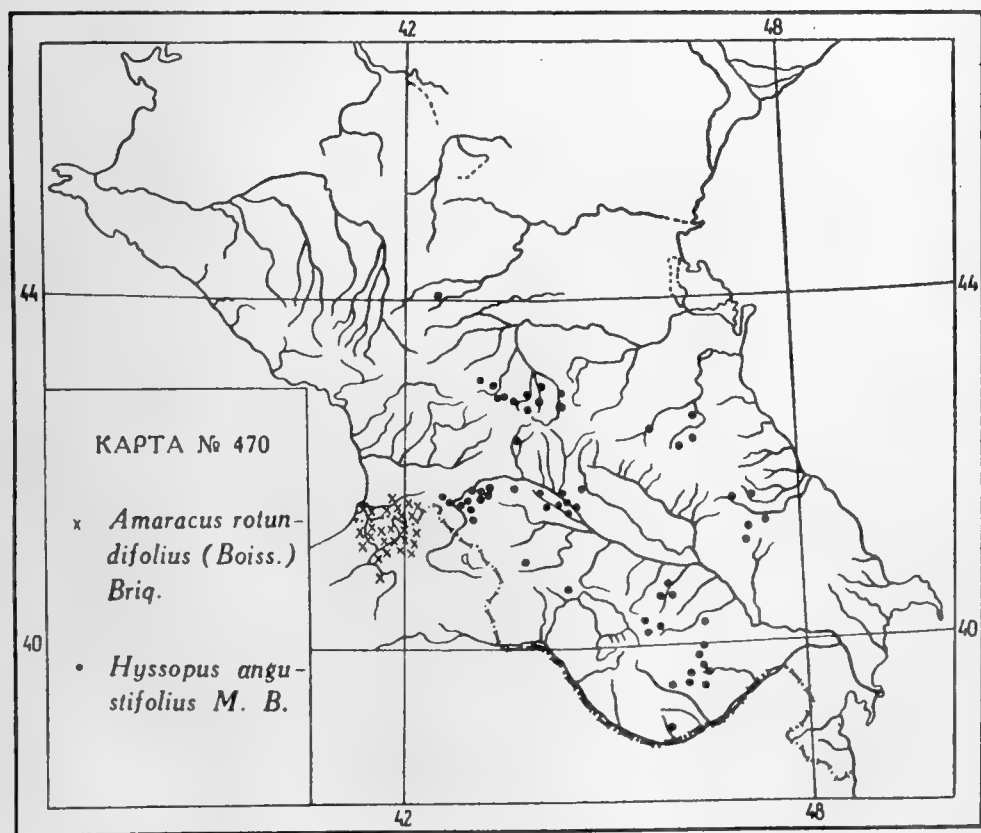 42 48
44 44
КАРТА № 470
x Amaracus rotun-
difolius (Boiss.)
Briq.
• Hyssopus angu-
stifolius M. B.
40 40
42 48